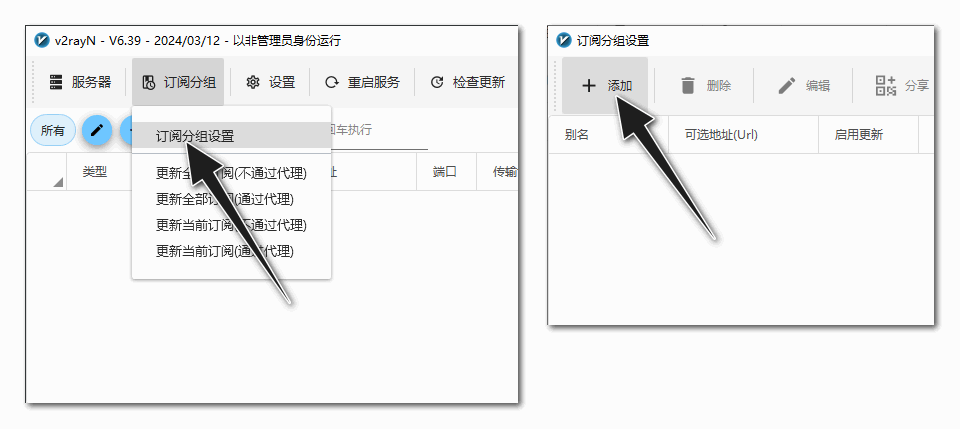 v2rayN - V6.39 - 2024/03/12 - 以非管理员身份运行
服务器 订阅分组 设置 重启服务 检查更新
所有 车执行
订阅分组设置
类型 址 端口 传输
更新全 阅(不通过代理)
更新全部订阅(通过代理)
更新当前订阅(不通过代理)
更新当前订阅(通过代理)
订阅分组设置
添加 删除 编辑 分享
别名 可选地址(Url) 启用更新